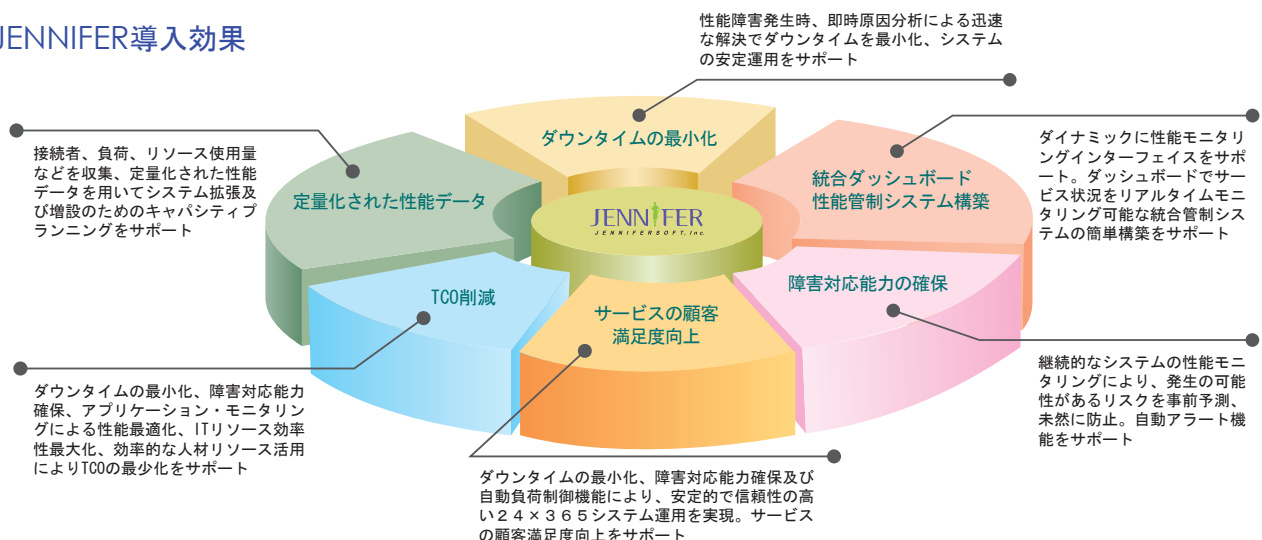 JENNIFER導入効果
性能障害発生時、即時原因分析による迅速
な解決でダウンタイムを最小化、システム
の安定運用をサポート
ダウンタイムの最小化
接続者、負荷、リソース使用量
などを収集、定量化された性能
データを用いてシステム拡張及
び増設のためのキャパシティプ
ランニングをサポート
定量化された性能データ
ダイナミックに性能モニタリ
ングインターフェイスをサポ
ート。ダッシュボードでサー
ビス状況をリアルタイムモニ
タリング可能な統合管制シス
テムの簡単構築をサポート
統合ダッシュボード
性能管制システム構築
JENNIFER
JENNIFERSOFT, Inc.
TCO削減
サービスの顧客
満足度向上
障害対応能力の確保
ダウンタイムの最小化、障害対応能力
確保、アプリケーション・モニタリン
グによる性能最適化、ITリソース効率
性最大化、効率的な人材リソース活用
によりTCOの最少化をサポート
継続的なシステムの性能モニ
タリングにより、発生の可能
性があるリスクを事前予測、
未然に防止。自動アラート機
能をサポート
ダウンタイムの最小化、障害対応能力確保及び
自動負荷制御機能により、安定的で信頼性の高
い２４×３６５システム運用を実現。サービス
の顧客満足度向上をサポート